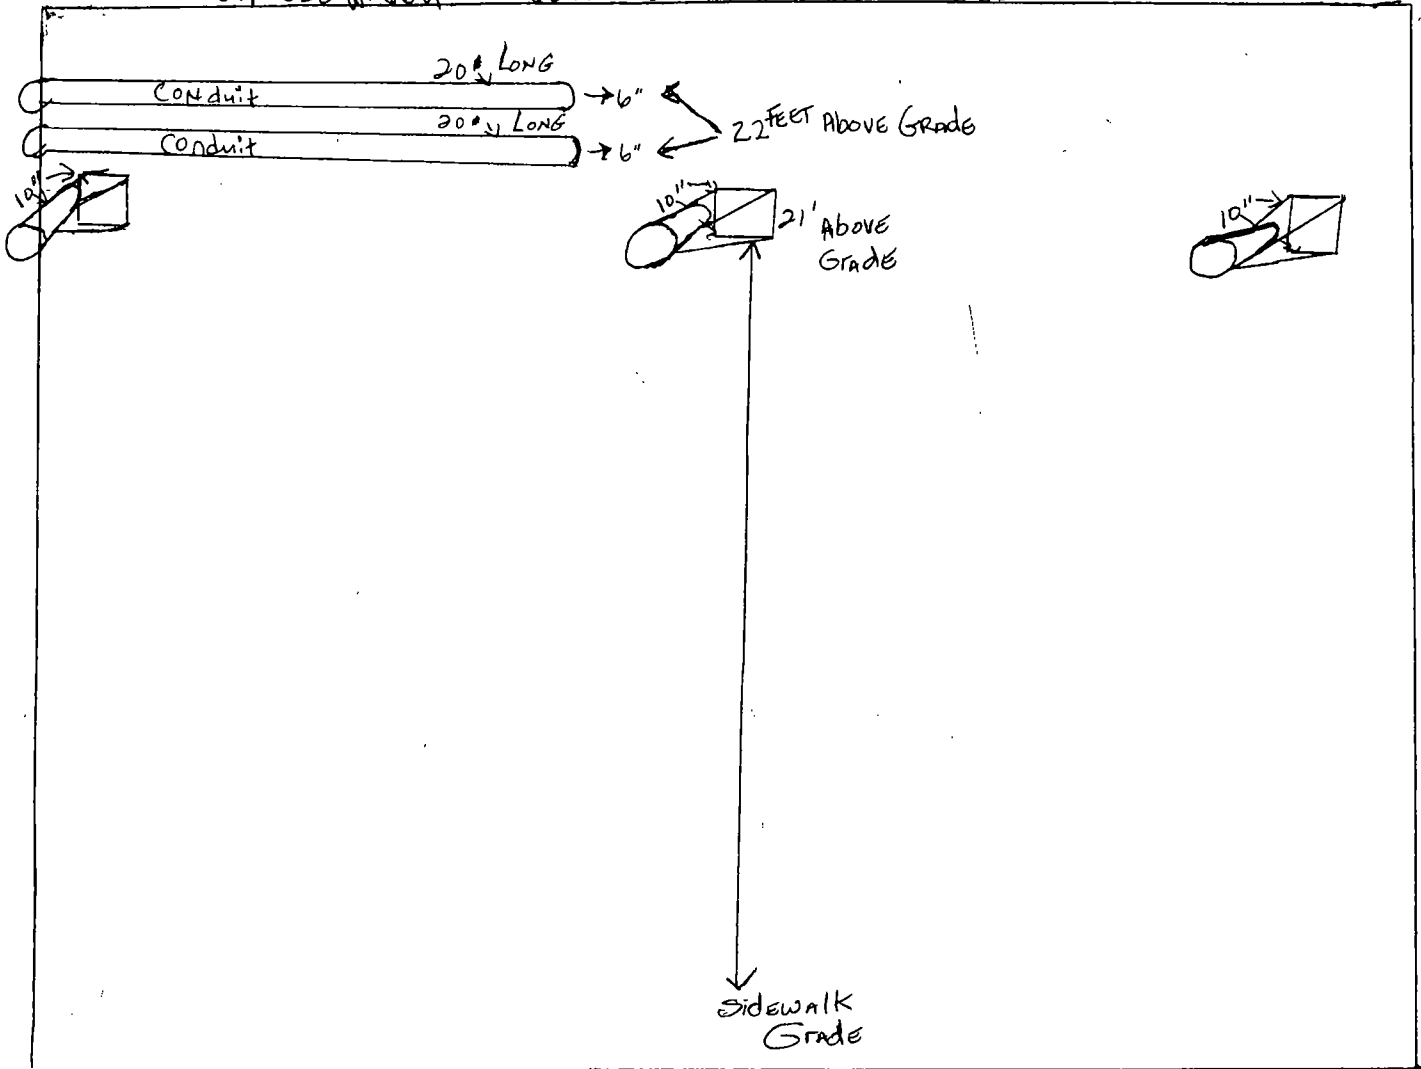 20' LONG
Conduit → 6"
20' LONG
Conduit → 6"
22 FEET ABOVE GRADE
10"
10"
21' ABOVE
GRADE
10"
SIDEWALK
GRADE